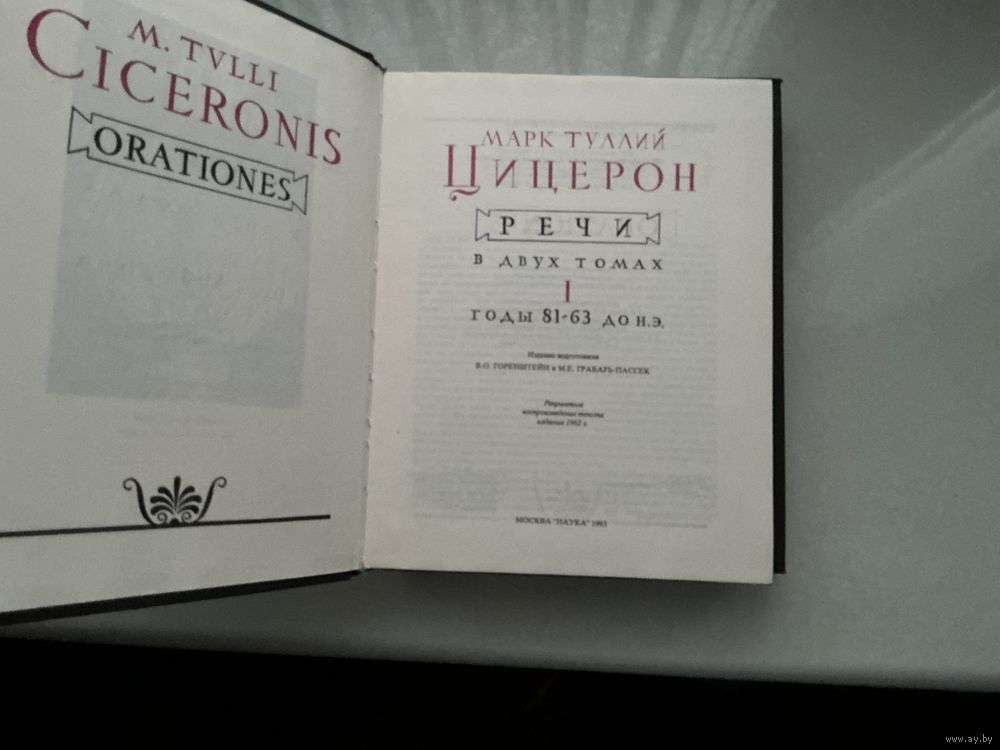 M. TVLLI
CICERONIS
ORATIONES
МАРК ТУЛЛИЙ
ЦИЦЕРОН
РЕЧИ
В ДВУХ ТОМАХ
I
ГОДЫ 81-63 ДО Н.Э.
Издание подготовили
В.О. ГОРЕНШТЕЙН и М.Е. ГРАБАРЬ-ПАССЕК
Репринтное
воспроизведение текста
издания 1962 г.
МОСКВА "НАУКА" 1993
www.ay.by